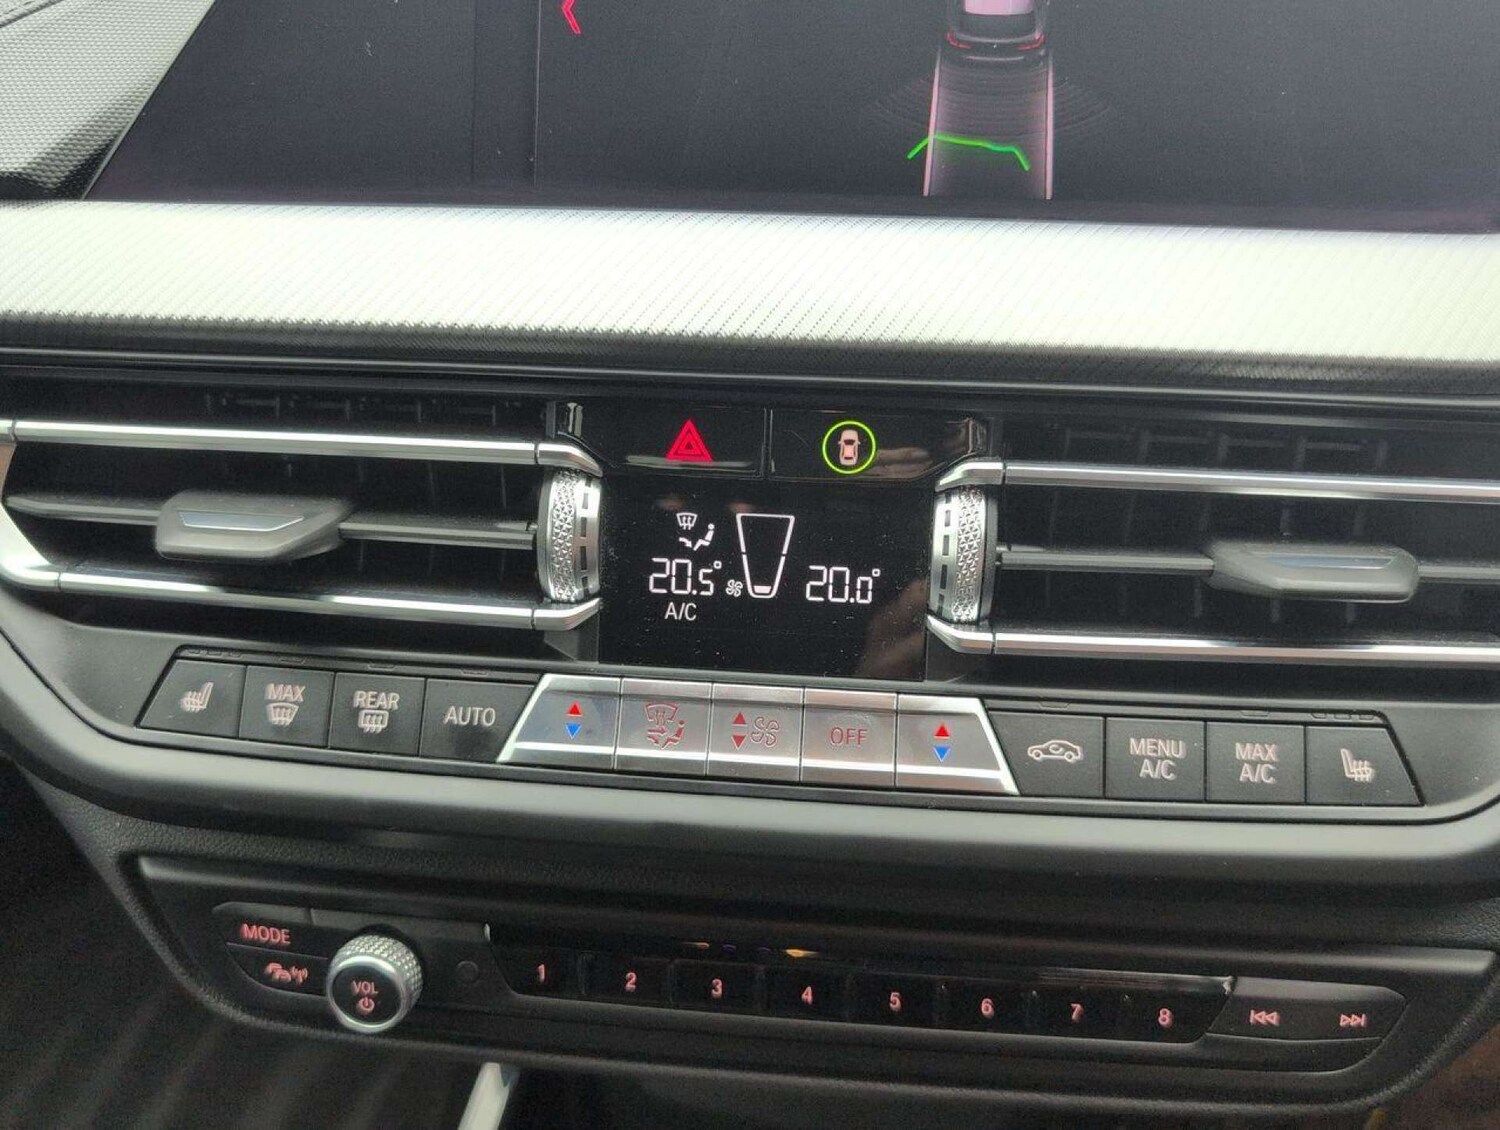 20.5°
20.0°
A/C
MAX
REAR
AUTO
OFF
MENU
A/C
MAX
A/C
MODE
VOL
1 2 3 4 5 6 7 8